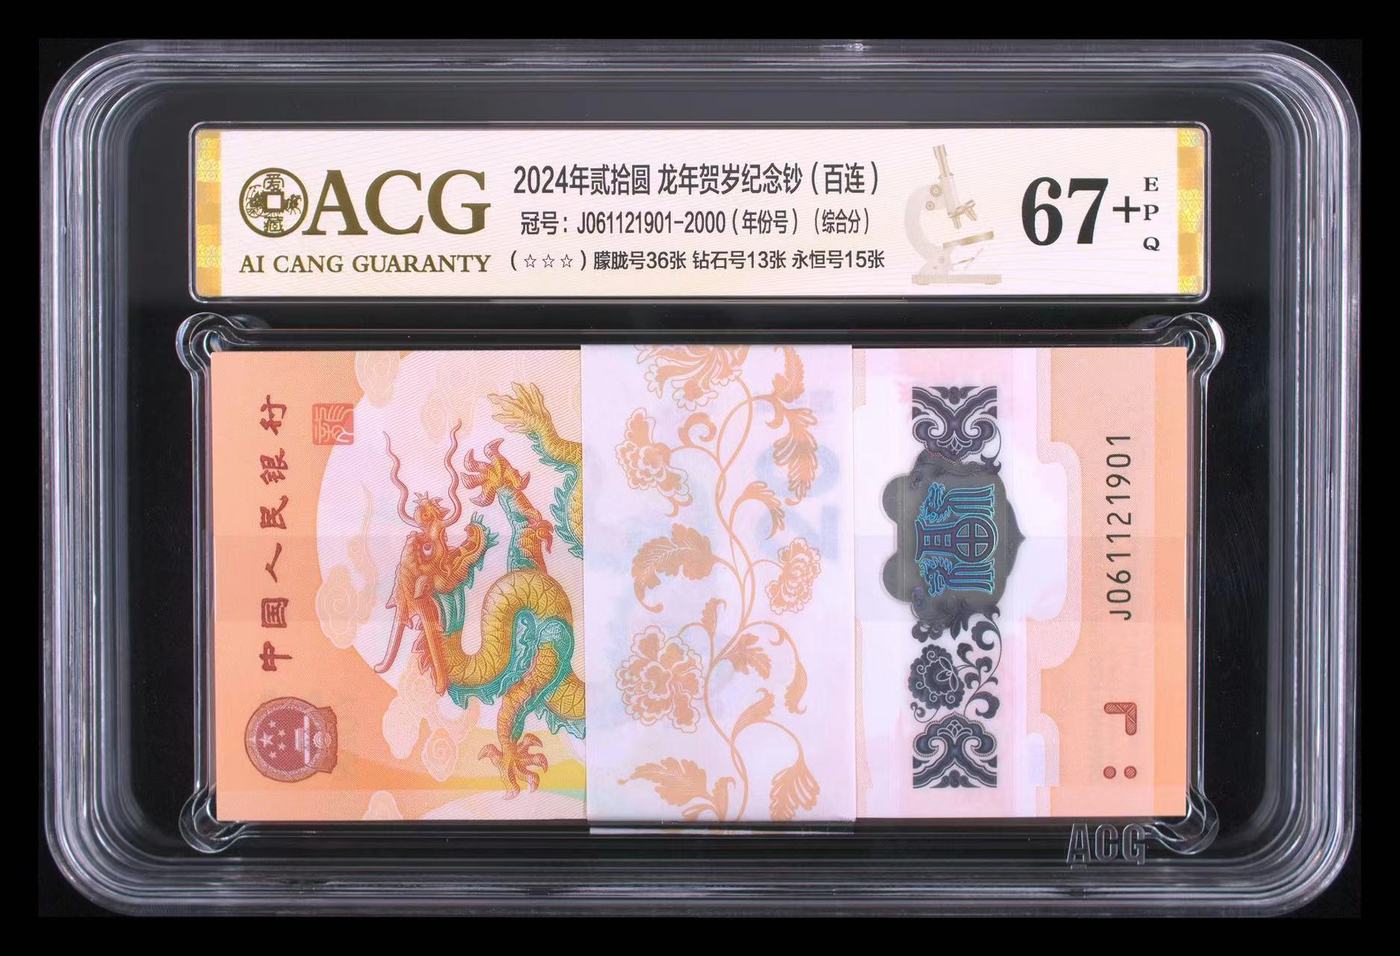 爱藏
ACG
AI CANG GUARANTY
2024年贰拾圆 龙年贺岁纪念钞（百连）
冠号：J061121901-2000（年份号）（综合分）
（☆☆☆）朦胧号36张 钻石号13张 永恒号15张
67+
E
P
Q
中国人民银行
J061121901
ACG